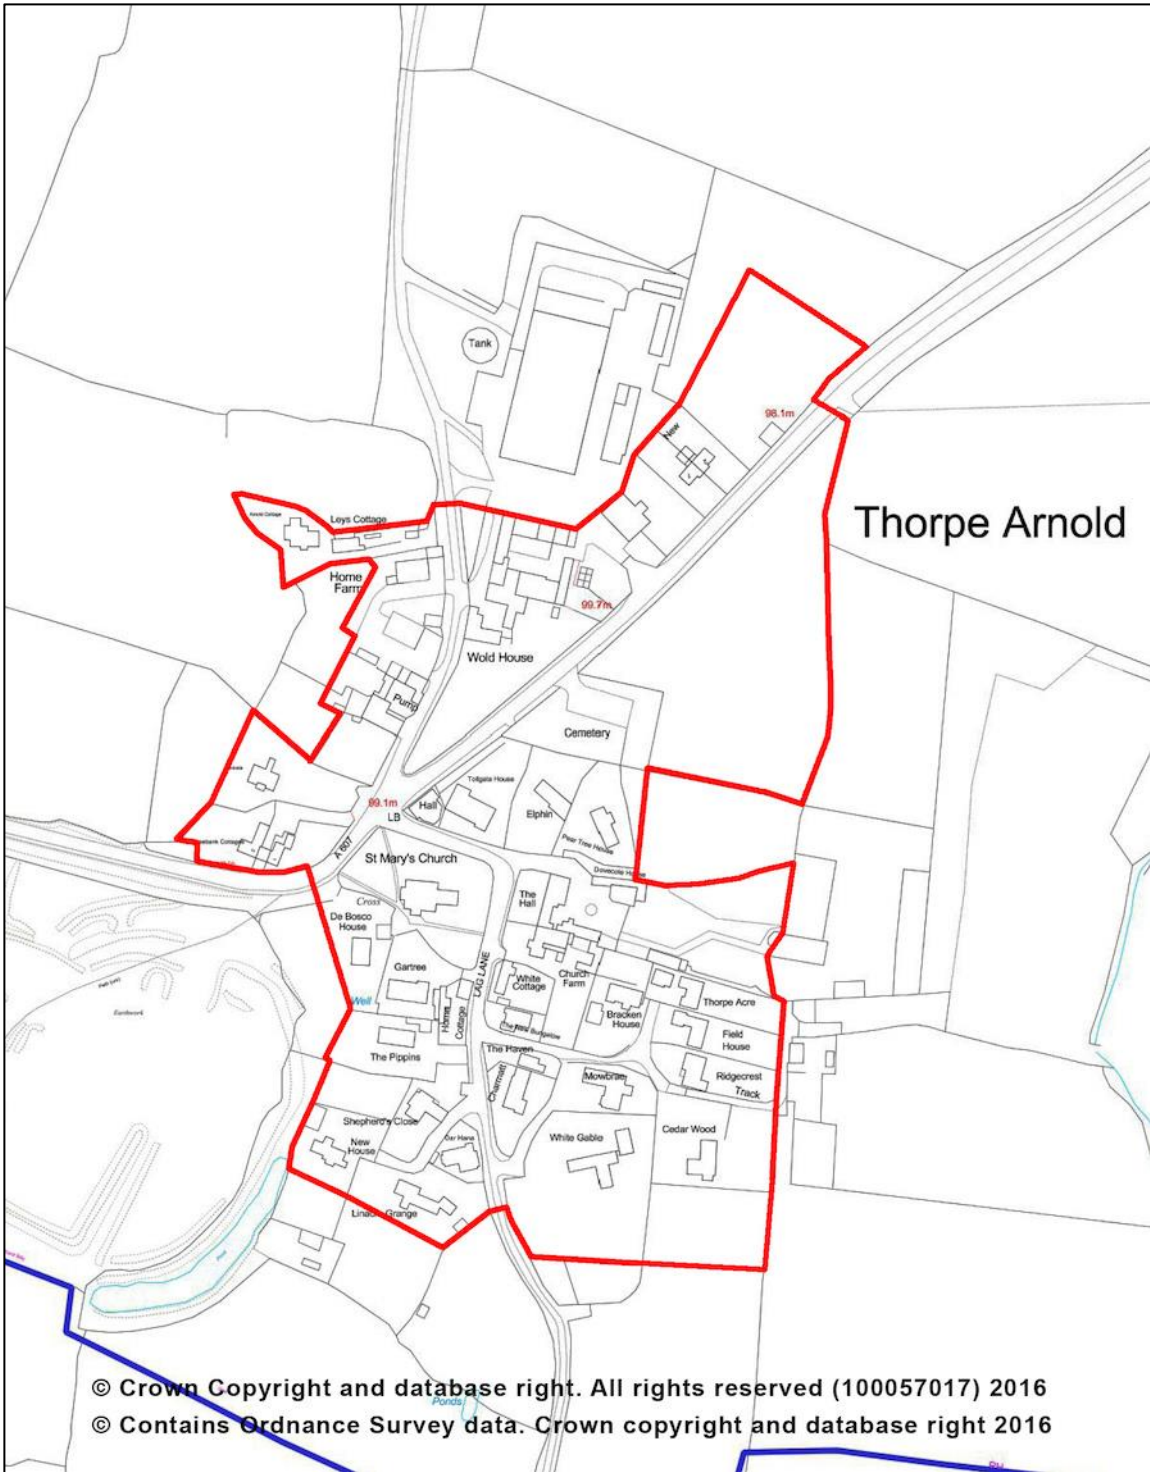 Tank
98.1m
New
Thorpe Arnold
Leys Cottage
Home
Farm
99.7m
Wold House
Pump
Cemetery
Tollgate House
99.1m
Hall
LB
Elphin
Pear Tree House
A 607
St Mary's Church
Dovecote House
The
Hall
Cross
De Bosco
House
LAG LANE
Gartree
White
Cottage
Church
Farm
Well
Home
Cottage
Thorpe Acre
Bracken
House
The New Bungalow
Field
House
Earthwork
The Pippins
The Haven
Charmatt
Mowbrae
Ridgecrest
Track
Shepherd's Close
New
House
White Gable
Cedar Wood
Grange
Pond
Ponds
© Crown Copyright and database right. All rights reserved (100057017) 2016
© Contains Ordnance Survey data. Crown copyright and database right 2016